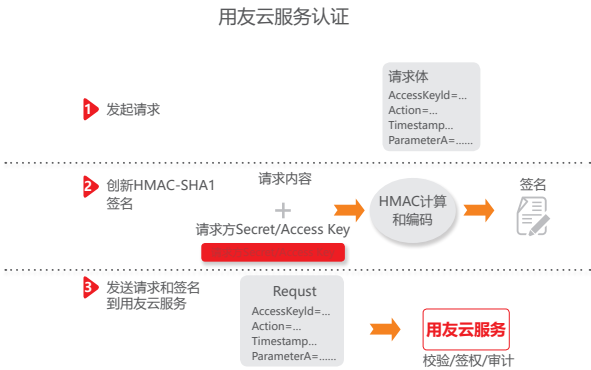 用友云服务认证
1 发起请求
请求体
AccessKeyId=...
Action=...
Timestamp...
ParameterA=......
2 创新HMAC-SHA1
签名
请求内容
+
请求方Secret/Access Key
HMAC计算
和编码
签名
3 发送请求和签名
到用友云服务
Requst
AccessKeyId=...
Action=...
Timestamp...
ParameterA=......
用友云服务
校验/签权/审计